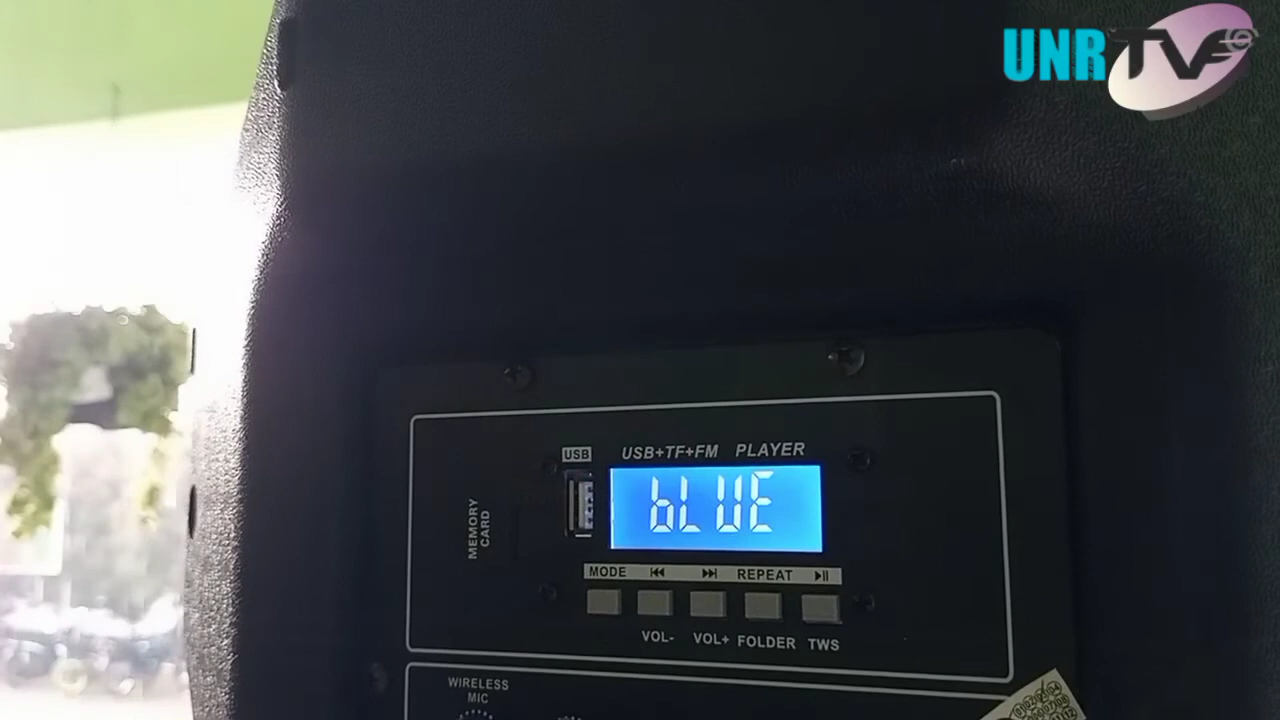 UNRTV
USB
USB+TF+FM PLAYER
bLUE
MEMORY
CARD
MODE ⏮ ⏭ REPEAT ⏯
VOL- VOL+ FOLDER TWS
WIRELESS
MIC